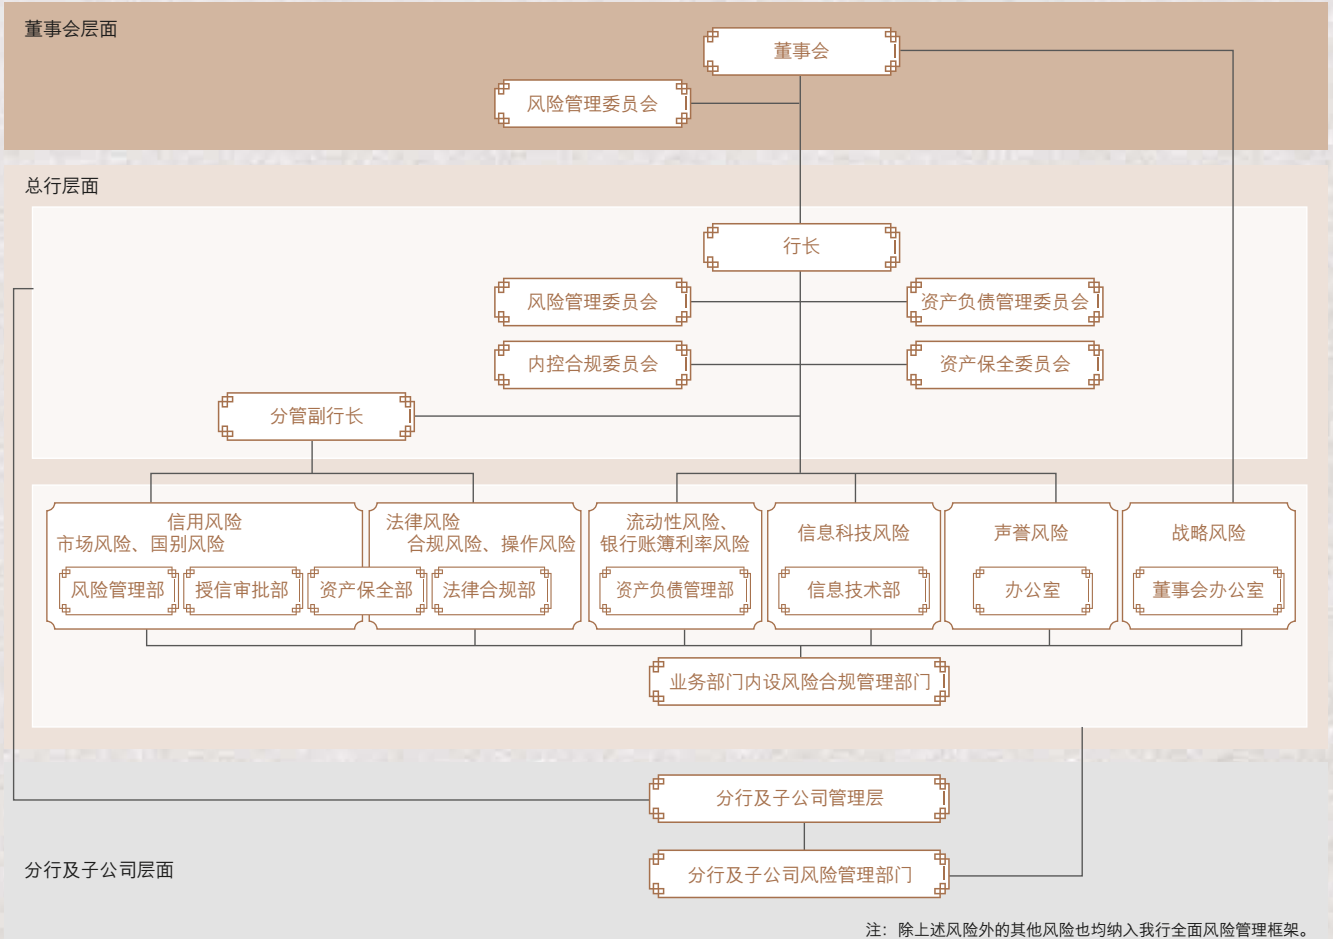 董事会层面
董事会
风险管理委员会
总行层面
行长
风险管理委员会
资产负债管理委员会
内控合规委员会
资产保全委员会
分管副行长
信用风险
市场风险、国别风险
风险管理部
授信审批部
资产保全部
法律风险
合规风险、操作风险
法律合规部
流动性风险、
银行账簿利率风险
资产负债管理部
信息科技风险
信息技术部
声誉风险
办公室
战略风险
董事会办公室
业务部门内设风险合规管理部门
分行及子公司管理层
分行及子公司层面
分行及子公司风险管理部门
注：除上述风险外的其他风险也均纳入我行全面风险管理框架。